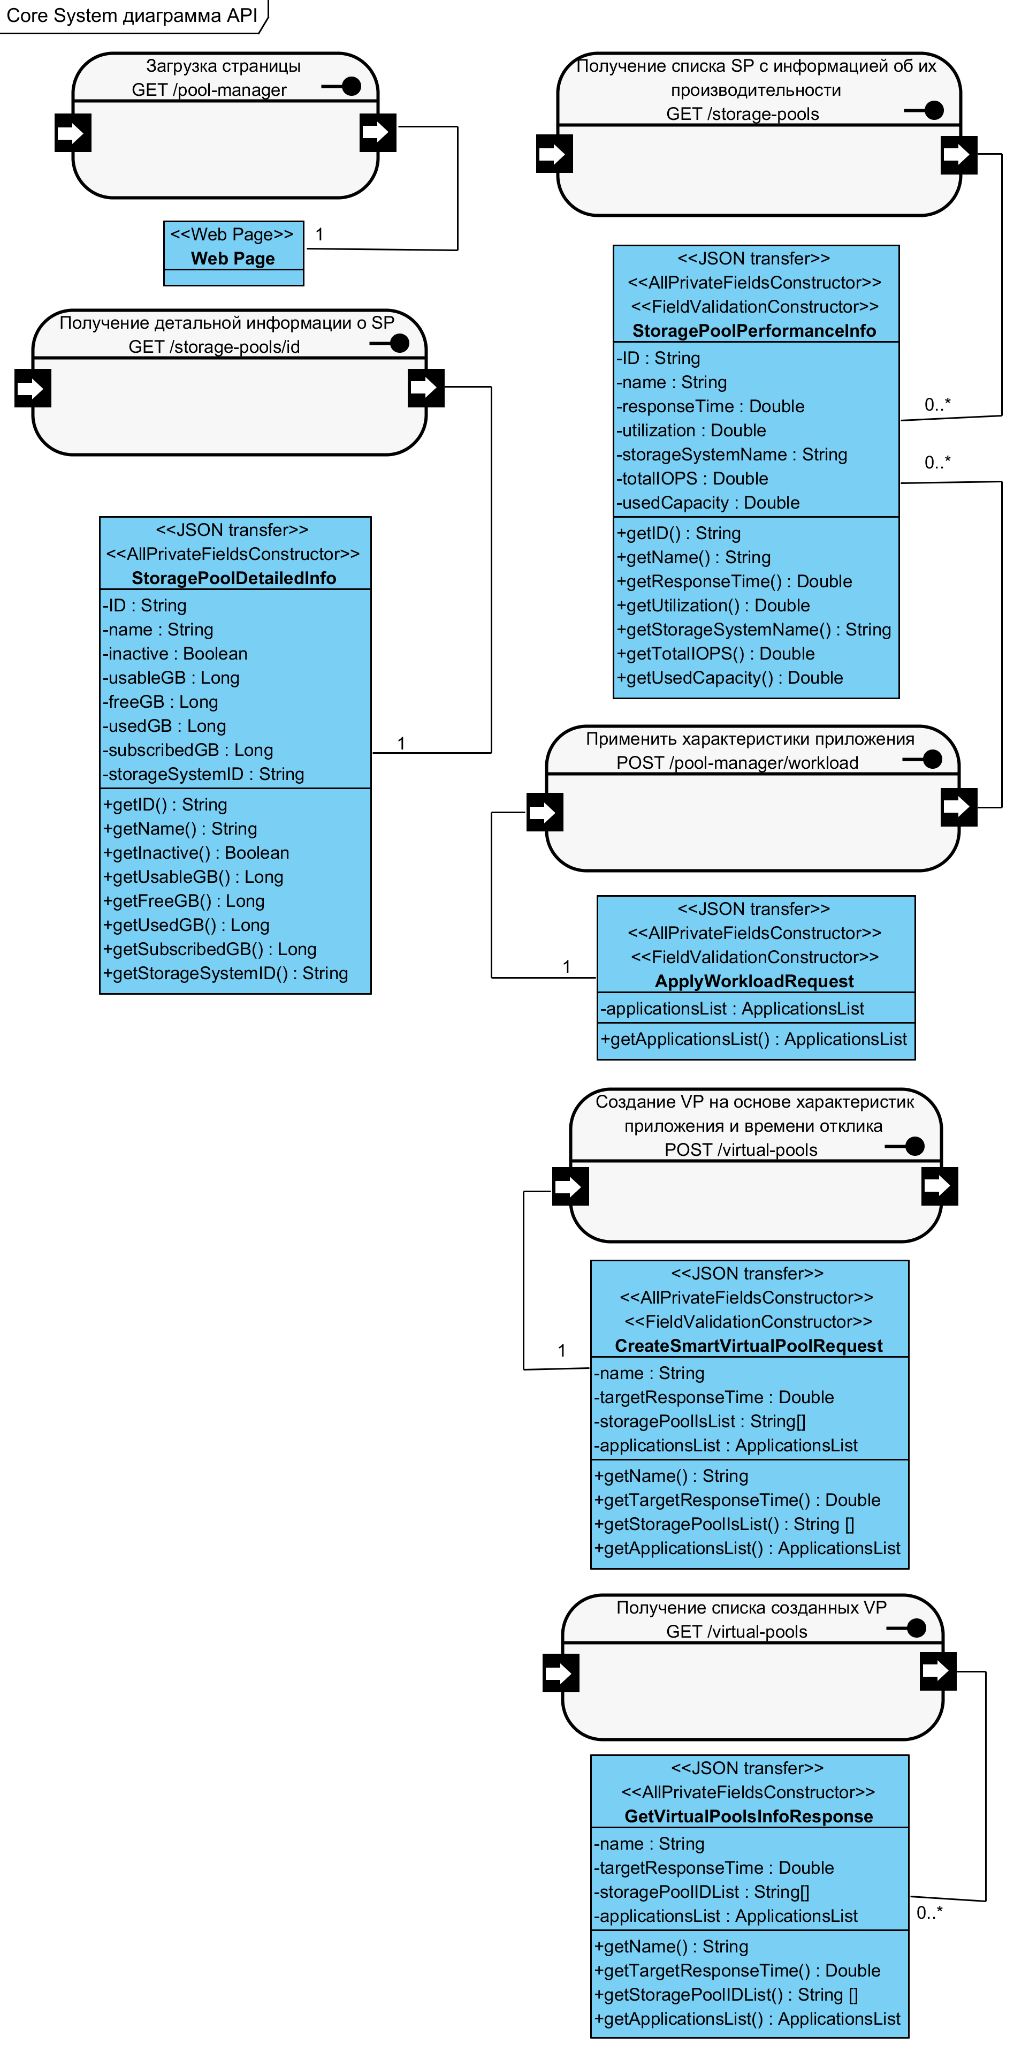 Core System диаграмма API
Загрузка страницы
GET /pool-manager
1
<<Web Page>>
Web Page
Получение детальной информации о SP
GET /storage-pools/id
<<JSON transfer>>
<<AllPrivateFieldsConstructor>>
StoragePoolDetailedInfo
-ID : String
-name : String
-inactive : Boolean
-usableGB : Long
-freeGB : Long
-usedGB : Long
-subscribedGB : Long
-storageSystemID : String
+getID() : String
+getName() : String
+getInactive() : Boolean
+getUsableGB() : Long
+getFreeGB() : Long
+getUsedGB() : Long
+getSubscribedGB() : Long
+getStorageSystemID() : String
1
Получение списка SP с информацией об их
производительности
GET /storage-pools
<<JSON transfer>>
<<AllPrivateFieldsConstructor>>
<<FieldValidationConstructor>>
StoragePoolPerformanceInfo
-ID : String
-name : String
-responseTime : Double
-utilization : Double
-storageSystemName : String
-totalIOPS : Double
-usedCapacity : Double
+getID() : String
+getName() : String
+getResponseTime() : Double
+getUtilization() : Double
+getStorageSystemName() : String
+getTotalIOPS() : Double
+getUsedCapacity() : Double
0..*
0..*
Применить характеристики приложения
POST /pool-manager/workload
1
<<JSON transfer>>
<<AllPrivateFieldsConstructor>>
<<FieldValidationConstructor>>
ApplyWorkloadRequest
-applicationsList : ApplicationsList
+getApplicationsList() : ApplicationsList
Создание VP на основе характеристик
приложения и времени отклика
POST /virtual-pools
1
<<JSON transfer>>
<<AllPrivateFieldsConstructor>>
<<FieldValidationConstructor>>
CreateSmartVirtualPoolRequest
-name : String
-targetResponseTime : Double
-storagePoolIsList : String[]
-applicationsList : ApplicationsList
+getName() : String
+getTargetResponseTime() : Double
+getStoragePoolIsList() : String []
+getApplicationsList() : ApplicationsList
Получение списка созданных VP
GET /virtual-pools
<<JSON transfer>>
<<AllPrivateFieldsConstructor>>
GetVirtualPoolsInfoResponse
-name : String
-targetResponseTime : Double
-storagePoolIDList : String[]
-applicationsList : ApplicationsList
+getName() : String
+getTargetResponseTime() : Double
+getStoragePoolIDList() : String []
+getApplicationsList() : ApplicationsList
0..*